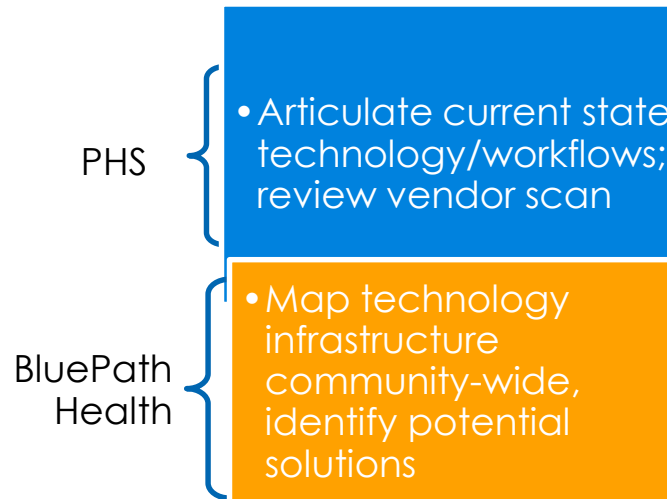 PHS
•Articulate current state
technology/workflows;
review vendor scan
BluePath
Health
•Map technology
infrastructure
community-wide,
identify potential
solutions